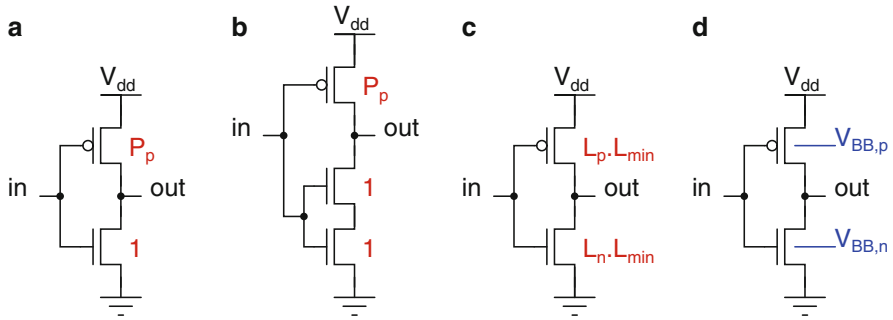 a
V_dd
P_p
in
out
1
b
V_dd
P_p
in
out
1
1
c
V_dd
L_p.L_min
in
out
L_n.L_min
d
V_dd
V_BB,p
in
out
V_BB,n